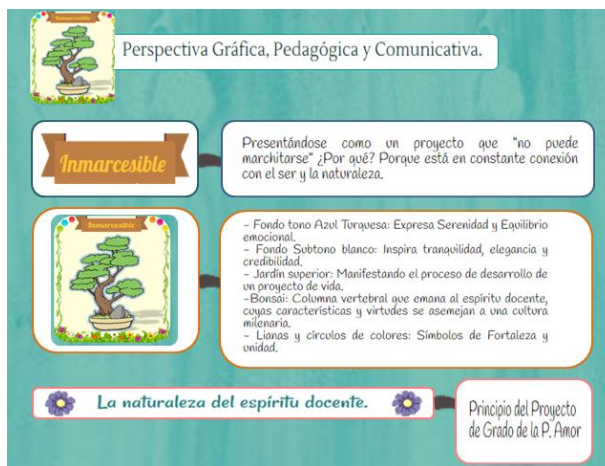 Inmarcesible
Perspectiva Gráfica, Pedagógica y Comunicativa.
Inmarcesible
Presentándose como un proyecto que "no puede
marchitarse" ¿Por qué? Porque está en constante conexión
con el ser y la naturaleza.
Inmarcesible
- Fondo tono Azul Turquesa: Expresa Serenidad y Equilibrio
emocional.
- Fondo Subtono blanco: Inspira tranquilidad, elegancia y
credibilidad.
- Jardín superior: Manifestando el proceso de desarrollo de
un proyecto de vida.
-Bonsai: Columna vertebral que emana al espíritu docente,
cuyas características y virtudes se asemejan a una cultura
milenaria.
- Lianas y círculos de colores: Símbolos de Fortaleza y
unidad.
La naturaleza del espíritu docente.
Principio del Proyecto
de Grado de la P. Amor